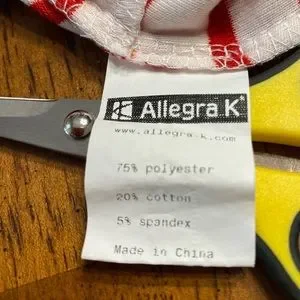 Allegra K
www.allegra-k.com
75% polyester
20% cotton
5% spandex
Made in China